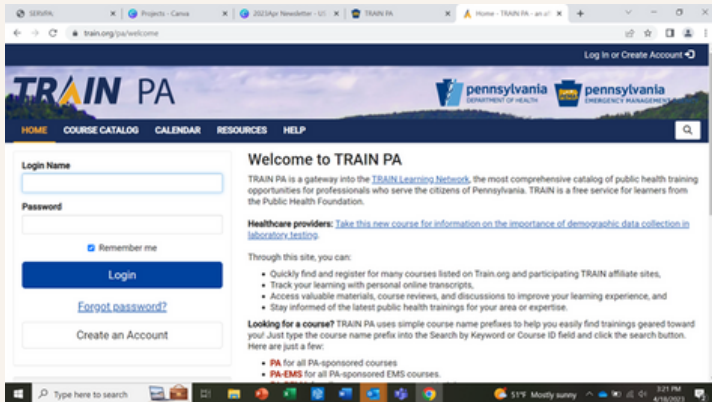 SERVPA
Projects - Canva
2023Apr Newsletter - US
TRAIN PA
Home - TRAIN PA - an af
train.org/pa/welcome
Log In or Create Account
TRAIN PA
pennsylvania
DEPARTMENT OF HEALTH
pennsylvania
EMERGENCY MANAGEMENT
HOME COURSE CATALOG CALENDAR RESOURCES HELP
Login Name
Password
Remember me
Login
Forgot password?
Create an Account
Welcome to TRAIN PA
TRAIN PA is a gateway into the TRAIN Learning Network, the most comprehensive catalog of public health training
opportunities for professionals who serve the citizens of Pennsylvania. TRAIN is a free service for learners from
the Public Health Foundation.
Healthcare providers: Take this new course for information on the importance of demographic data collection in
laboratory testing.
Through this site, you can:
• Quickly find and register for many courses listed on Train.org and participating TRAIN affiliate sites,
• Track your learning with personal online transcripts,
• Access valuable materials, course reviews, and discussions to improve your learning experience, and
• Stay informed of the latest public health trainings for your area or expertise.
Looking for a course? TRAIN PA uses simple course name prefixes to help you easily find trainings geared toward
you! Just type the course name prefix into the Search by Keyword or Course ID field and click the search button.
Here are just a few:
• PA for all PA-sponsored courses
• PA-EMS for all PA-sponsored EMS courses.
Type here to search
51°F Mostly sunny
3:21 PM
4/18/2023